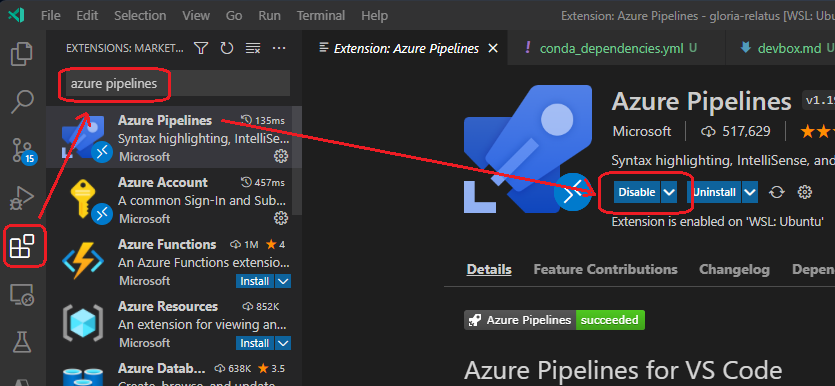 File Edit Selection View Go Run Terminal Help Extension: Azure Pipelines - gloria-relatus [WSL: Ubu
EXTENSIONS: MARKET...
Extension: Azure Pipelines
conda_dependencies.yml U
devbox.md U
azure pipelines
Azure Pipelines 135ms
Syntax highlighting, IntelliSe...
Microsoft
Azure Account 457ms
A common Sign-In and Sub...
Microsoft
Azure Functions 1M 4
An Azure Functions extensio...
Microsoft Install
Azure Resources 852K
An extension for viewing an...
Microsoft Install
Azure Datab... 638K 3.5
Create, browse, and update
15
Azure Pipelines v1.19
Microsoft 517,629
Syntax highlighting, IntelliSense, and
Disable Uninstall
Extension is enabled on 'WSL: Ubuntu'
Details Feature Contributions Changelog Depen
Azure Pipelines succeeded
Azure Pipelines for VS Code